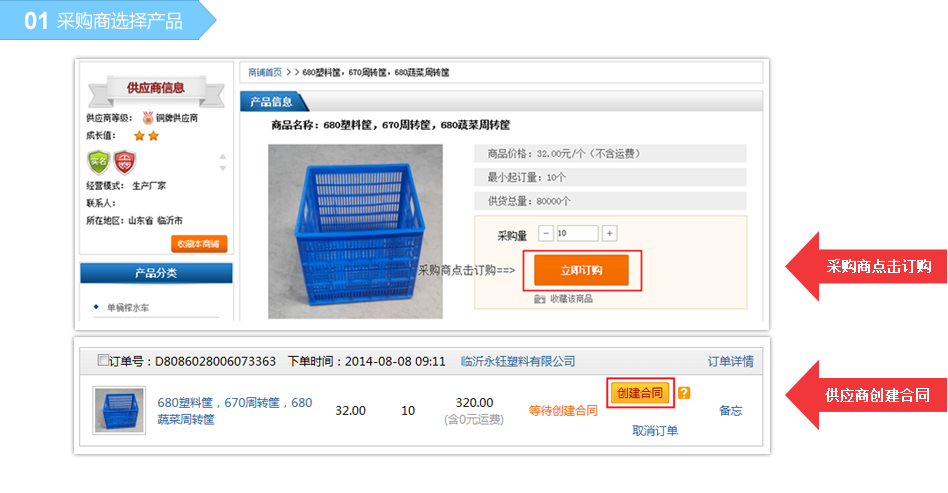 01 采购商选择产品
供应商信息
供应商等级： 铜牌供应商
成长值：
实名
经营模式： 生产厂家
联系人：
所在地区：山东省 临沂市
收藏本商铺
产品分类
单桶榨水车
商铺首页 >> 680塑料筐，670周转筐，680蔬菜周转筐
产品信息
商品名称：680塑料筐，670周转筐，680蔬菜周转筐
商品价格：32.00元/个（不含运费）
最小起订量：10个
供货总量：80000个
采购量 − 10 +
采购商点击订购==>
立即订购
收藏该商品
采购商点击订购
订单号：D8086028006073363 下单时间：2014-08-08 09:11 临沂永钰塑料有限公司 订单详情
680塑料筐，670周转筐，680
蔬菜周转筐
32.00
10
320.00
(含0元运费)
等待创建合同
创建合同 ?
取消订单
备忘
供应商创建合同